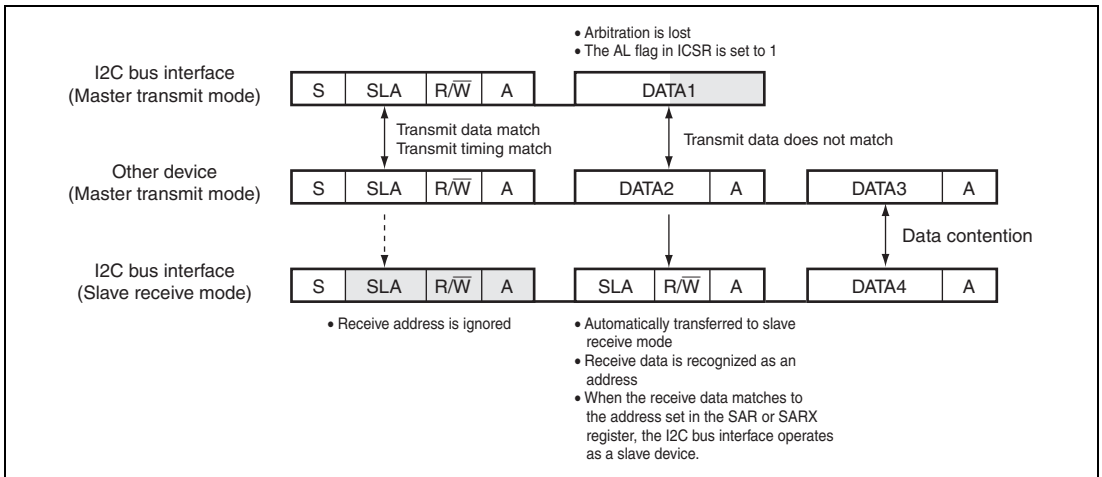 • Arbitration is lost
• The AL flag in ICSR is set to 1
I2C bus interface
(Master transmit mode)
S SLA R/W̅ A DATA1
Transmit data match
Transmit timing match
Transmit data does not match
Other device
(Master transmit mode)
S SLA R/W̅ A DATA2 A DATA3 A
Data contention
I2C bus interface
(Slave receive mode)
S SLA R/W̅ A SLA R/W̅ A DATA4 A
• Receive address is ignored
• Automatically transferred to slave
receive mode
• Receive data is recognized as an
address
• When the receive data matches to
the address set in the SAR or SARX
register, the I2C bus interface operates
as a slave device.